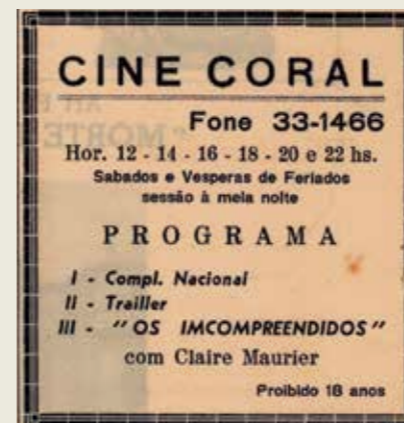 CINE CORAL
Fone 33-1466
Hor. 12 - 14 - 16 - 18 - 20 e 22 hs.
Sabados e Vesperas de Feriados
sessão à meia noite
PROGRAMA
I - Compl. Nacional
II - Trailler
III - "OS IMCOMPREENDIDOS"
com Claire Maurier
Proibido 18 anos